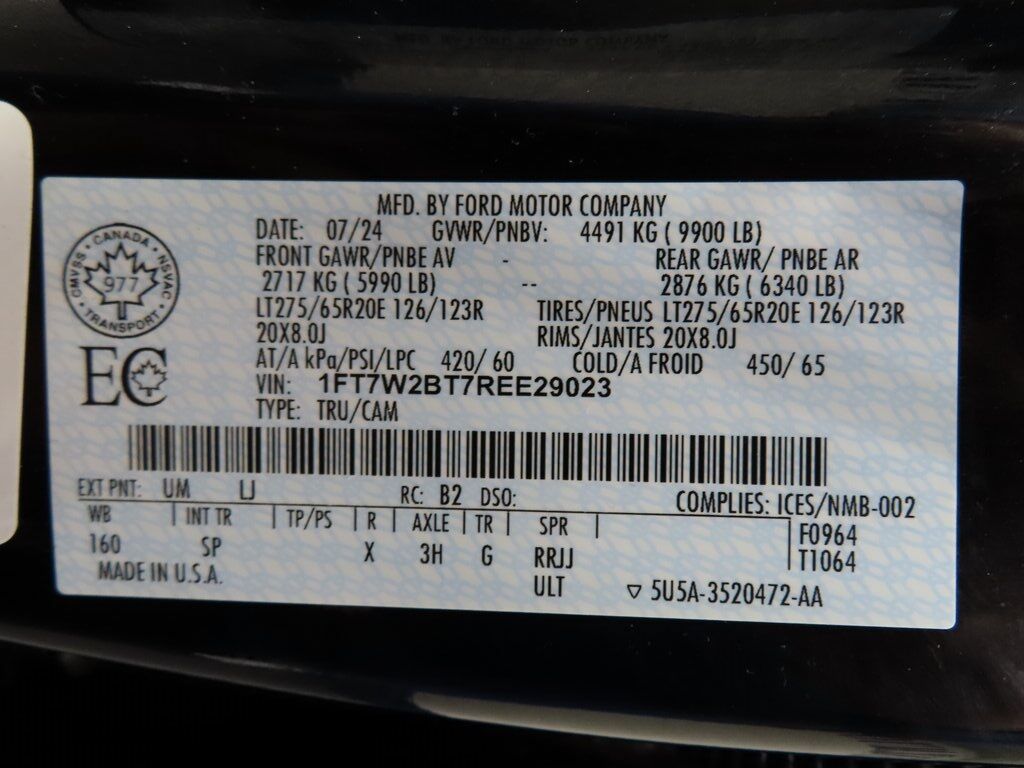 MFD. BY FORD MOTOR COMPANY
DATE: 07/24 GVWR/PNBV: 4491 KG ( 9900 LB)
FRONT GAWR/PNBE AV - REAR GAWR/ PNBE AR
2717 KG ( 5990 LB) -- 2876 KG ( 6340 LB)
LT275/65R20E 126/123R TIRES/PNEUS LT275/65R20E 126/123R
20X8.0J RIMS/JANTES 20X8.0J
AT/A kPa/PSI/LPC 420/ 60 COLD/A FROID 450/ 65
VIN: 1FT7W2BT7REE29023
TYPE: TRU/CAM
CANADA
CMVSS 977 NSVAC
TRANSPORT
EC
EXT PNT: UM LJ RC: B2 DSO: COMPLIES: ICES/NMB-002
WB | INT TR | TP/PS | R | AXLE | TR | SPR | F0964
160 SP X 3H G RRJJ T1064
MADE IN U.S.A. ULT ▽ 5U5A-3520472-AA